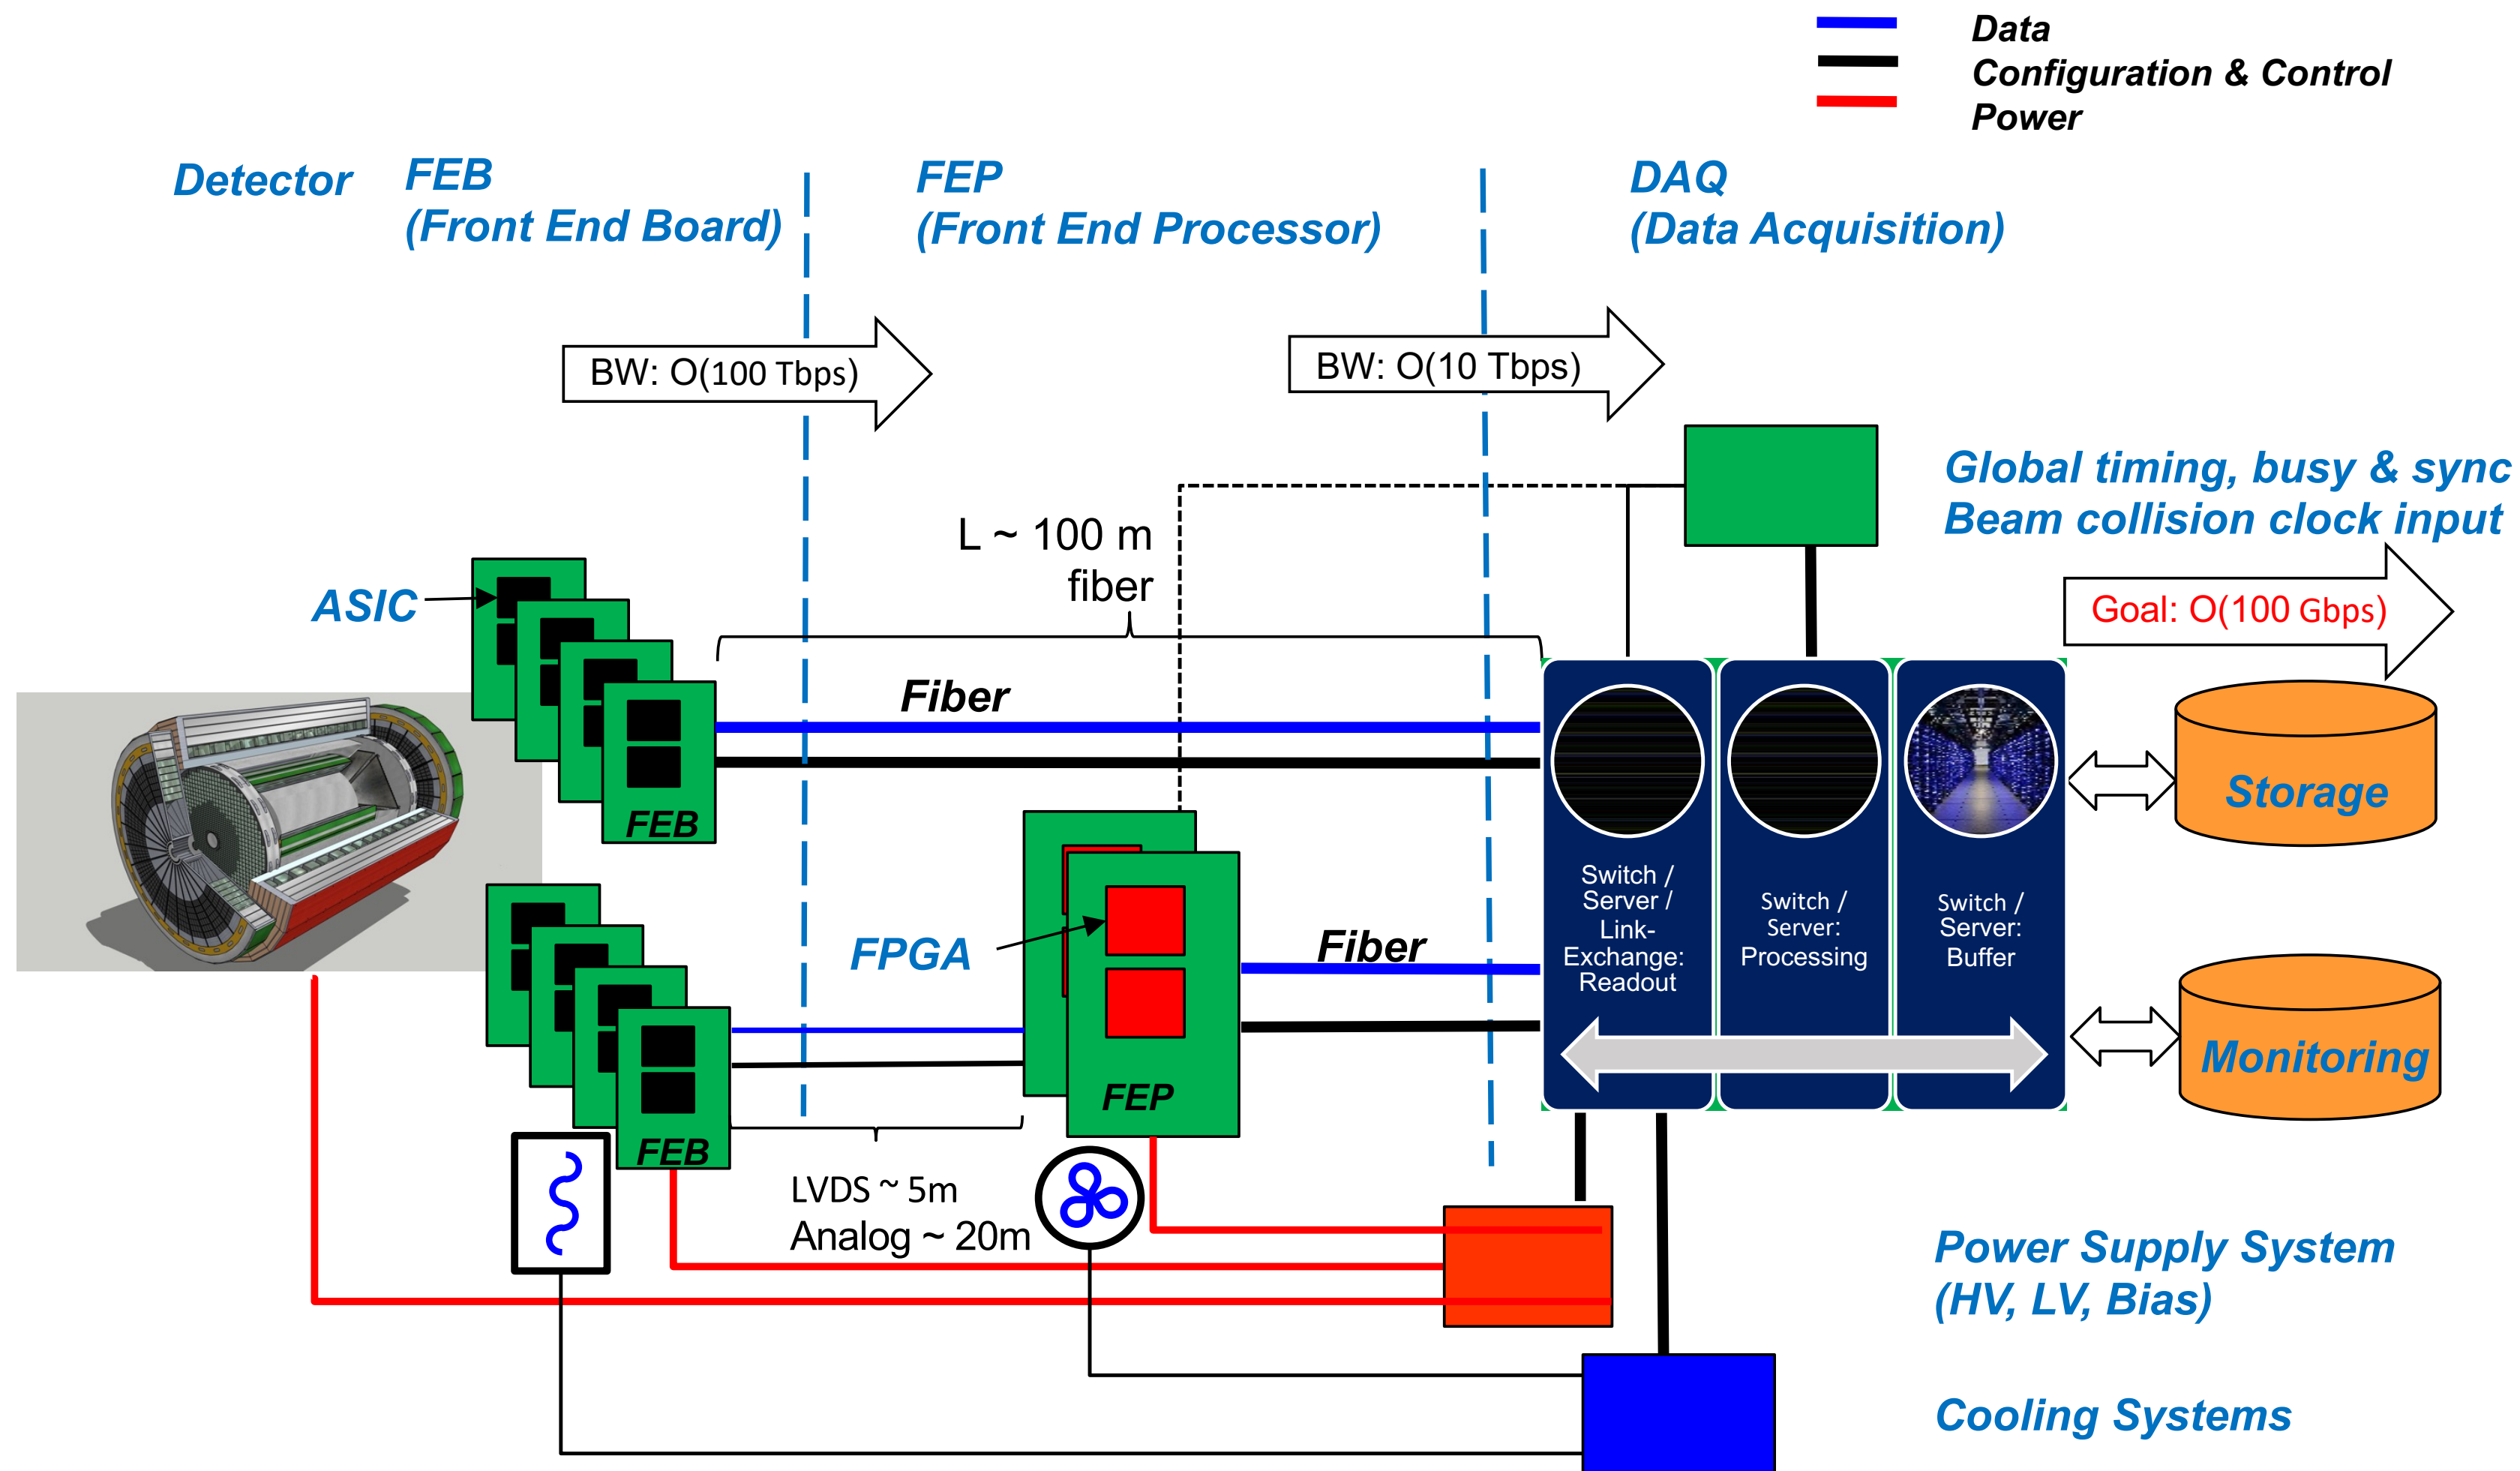 Data
Configuration & Control
Power
Detector
FEB
(Front End Board)
FEP
(Front End Processor)
DAQ
(Data Acquisition)
BW: O(100 Tbps)
BW: O(10 Tbps)
Global timing, busy & sync
Beam collision clock input
L ~ 100 m
fiber
ASIC
Goal: O(100 Gbps)
Fiber
FEB
Storage
Switch /
Server /
Link-
Exchange:
Readout
Switch /
Server:
Processing
Switch /
Server:
Buffer
FPGA
Fiber
Monitoring
FEP
FEB
LVDS ~ 5m
Analog ~ 20m
Power Supply System
(HV, LV, Bias)
Cooling Systems